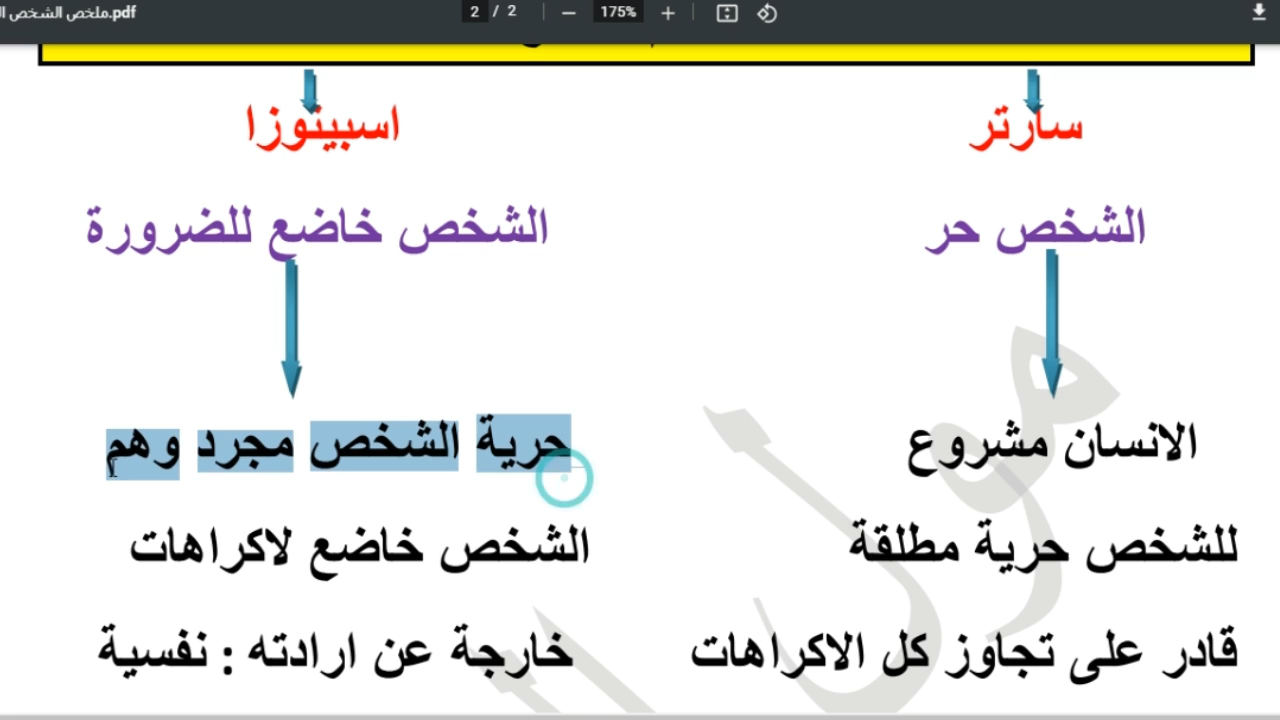 ملخص الشخص ال.pdf
2 / 2
175%
سارتر
اسبينوزا
الشخص حر
الشخص خاضع للضرورة
الانسان مشروع
حرية الشخص مجرد وهم
للشخص حرية مطلقة
الشخص خاضع لاكراهات
قادر على تجاوز كل الاكراهات
خارجة عن ارادته : نفسية